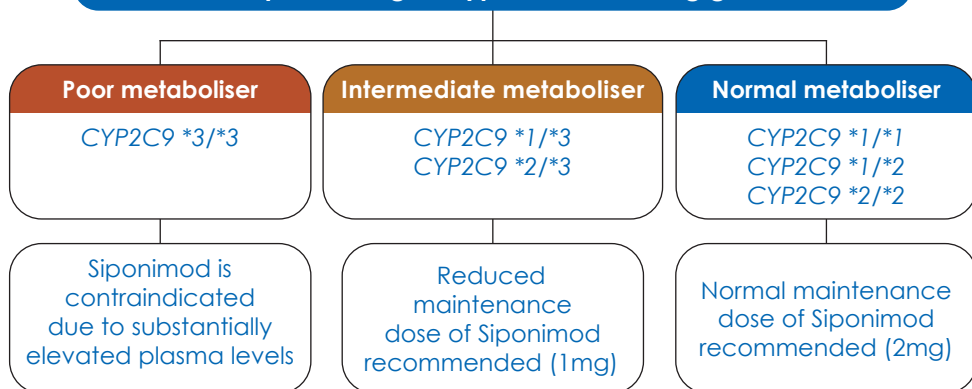 Poor metaboliser
CYP2C9 *3/*3
Intermediate metaboliser
CYP2C9 *1/*3
CYP2C9 *2/*3
Normal metaboliser
CYP2C9 *1/*1
CYP2C9 *1/*2
CYP2C9 *2/*2
Siponimod is
contraindicated
due to substantially
elevated plasma levels
Reduced
maintenance
dose of Siponimod
recommended (1mg)
Normal maintenance
dose of Siponimod
recommended (2mg)